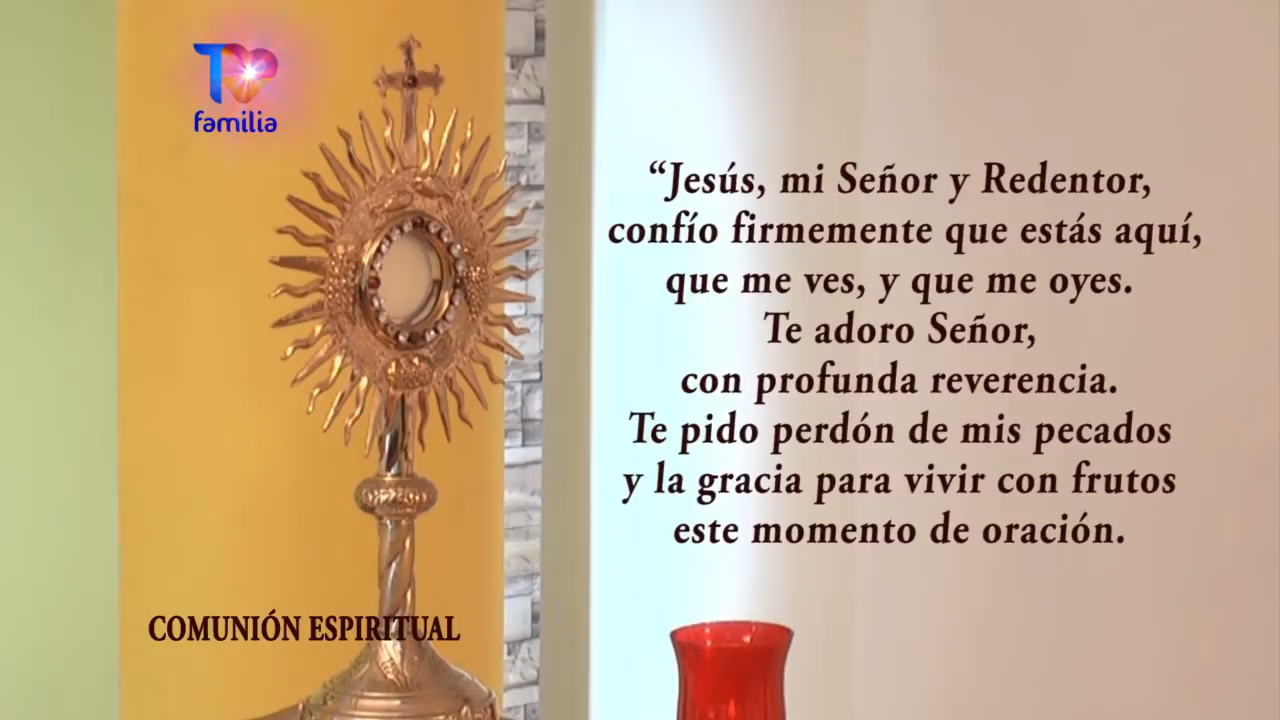 familia
“Jesús, mi Señor y Redentor,
confío firmemente que estás aquí,
que me ves, y que me oyes.
Te adoro Señor,
con profunda reverencia.
Te pido perdón de mis pecados
y la gracia para vivir con frutos
este momento de oración.
COMUNIÓN ESPIRITUAL